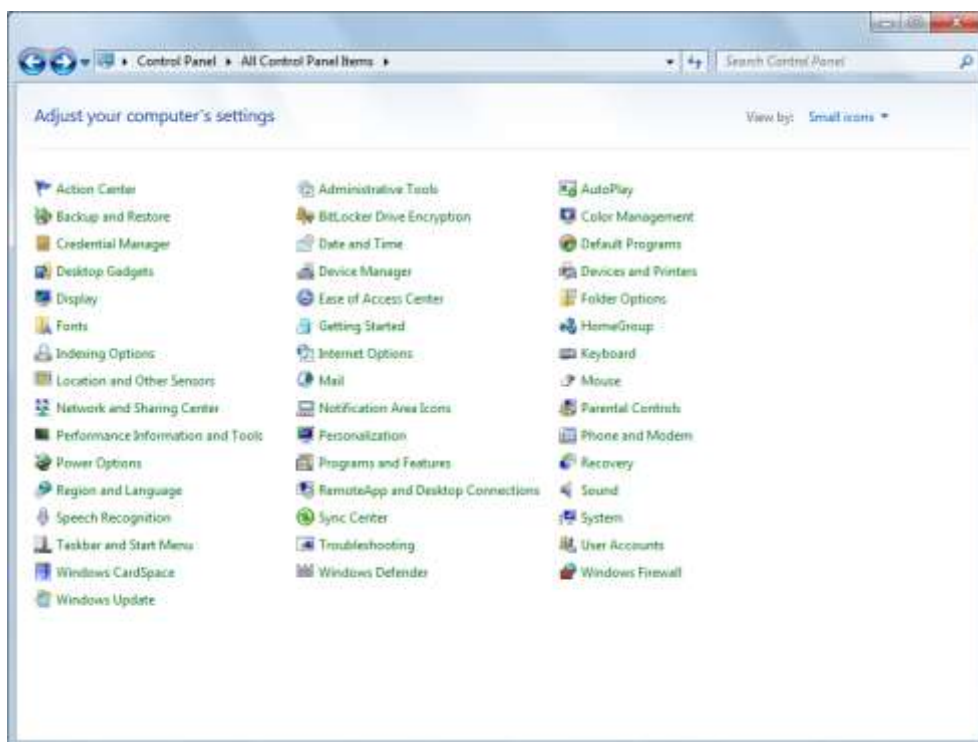 Control Panel All Control Panel Items Search Control Panel
Adjust your computer's settings View by: Small icons
Action Center Administrative Tools AutoPlay
Backup and Restore BitLocker Drive Encryption Color Management
Credential Manager Date and Time Default Programs
Desktop Gadgets Device Manager Devices and Printers
Display Ease of Access Center Folder Options
Fonts Getting Started HomeGroup
Indexing Options Internet Options Keyboard
Location and Other Sensors Mail Mouse
Network and Sharing Center Notification Area Icons Parental Controls
Performance Information and Tools Personalization Phone and Modem
Power Options Programs and Features Recovery
Region and Language RemoteApp and Desktop Connections Sound
Speech Recognition Sync Center System
Taskbar and Start Menu Troubleshooting User Accounts
Windows CardSpace Windows Defender Windows Firewall
Windows Update